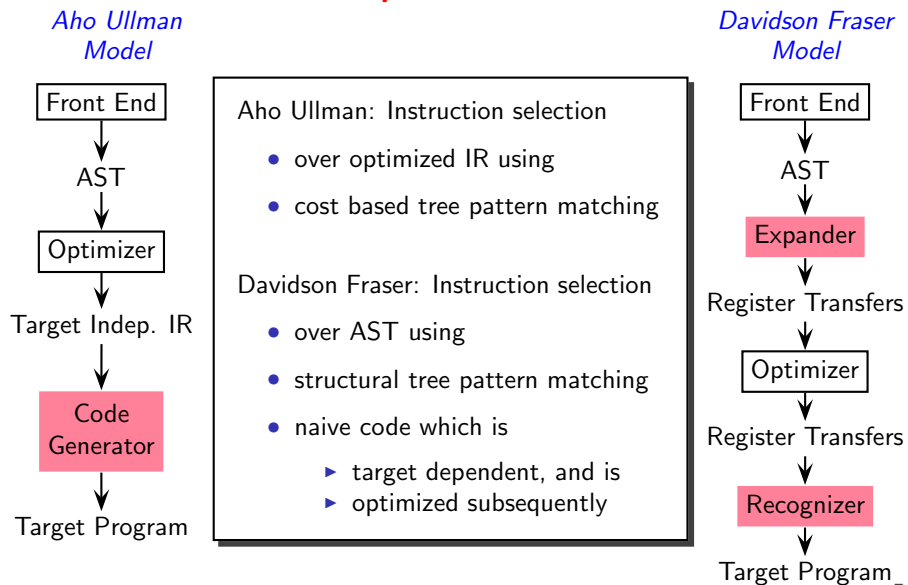 Aho Ullman
Model
Front End
AST
Optimizer
Target Indep. IR
Code
Generator
Target Program
Aho Ullman: Instruction selection
• over optimized IR using
• cost based tree pattern matching
Davidson Fraser: Instruction selection
• over AST using
• structural tree pattern matching
• naive code which is
▶ target dependent, and is
▶ optimized subsequently
Davidson Fraser
Model
Front End
AST
Expander
Register Transfers
Optimizer
Register Transfers
Recognizer
Target Program